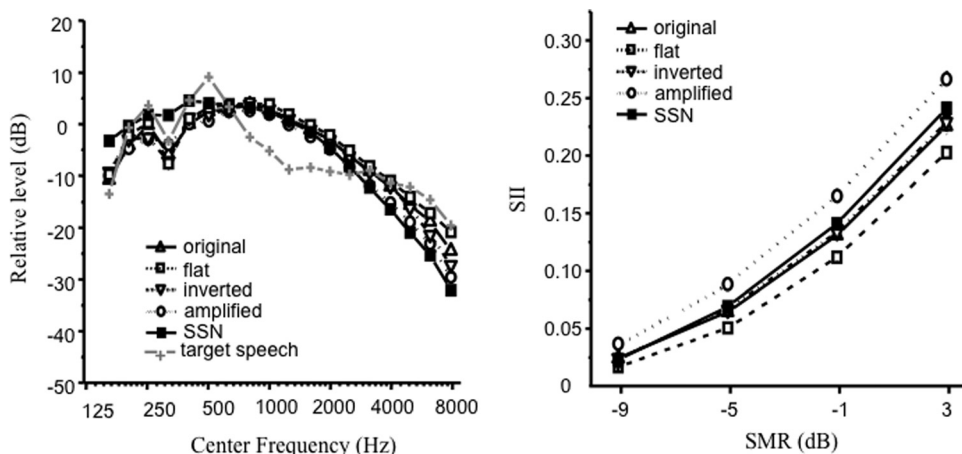 20
10
0
-10
-20
-30
-40
-50
Relative level (dB)
original
flat
inverted
amplified
SSN
target speech
125 250 500 1000 2000 4000 8000
Center Frequency (Hz)
0.30
0.25
0.20
0.15
0.10
0.05
0
SII
original
flat
inverted
amplified
SSN
-9 -5 -1 3
SMR (dB)